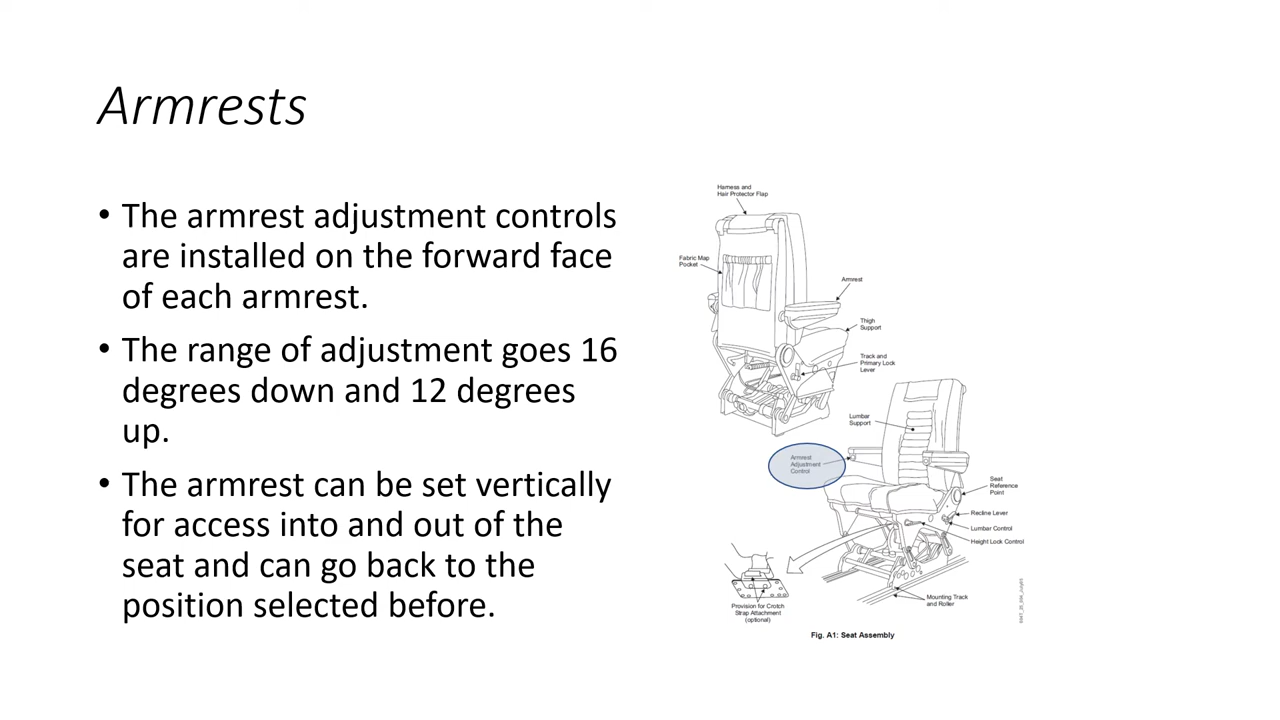 Armrests
• The armrest adjustment controls
are installed on the forward face
of each armrest.
• The range of adjustment goes 16
degrees down and 12 degrees
up.
• The armrest can be set vertically
for access into and out of the
seat and can go back to the
position selected before.
Harness and
Hair Protector Flap
Fabric Map
Pocket
Armrest
Thigh
Support
Track and
Primary Lock
Lever
Lumbar
Support
Armrest
Adjustment
Control
Seat
Reference
Point
Recline Lever
Lumbar Control
Height Lock Control
Provision for Crotch
Strap Attachment
(optional)
Mounting Track
and Roller
Fig. A1: Seat Assembly